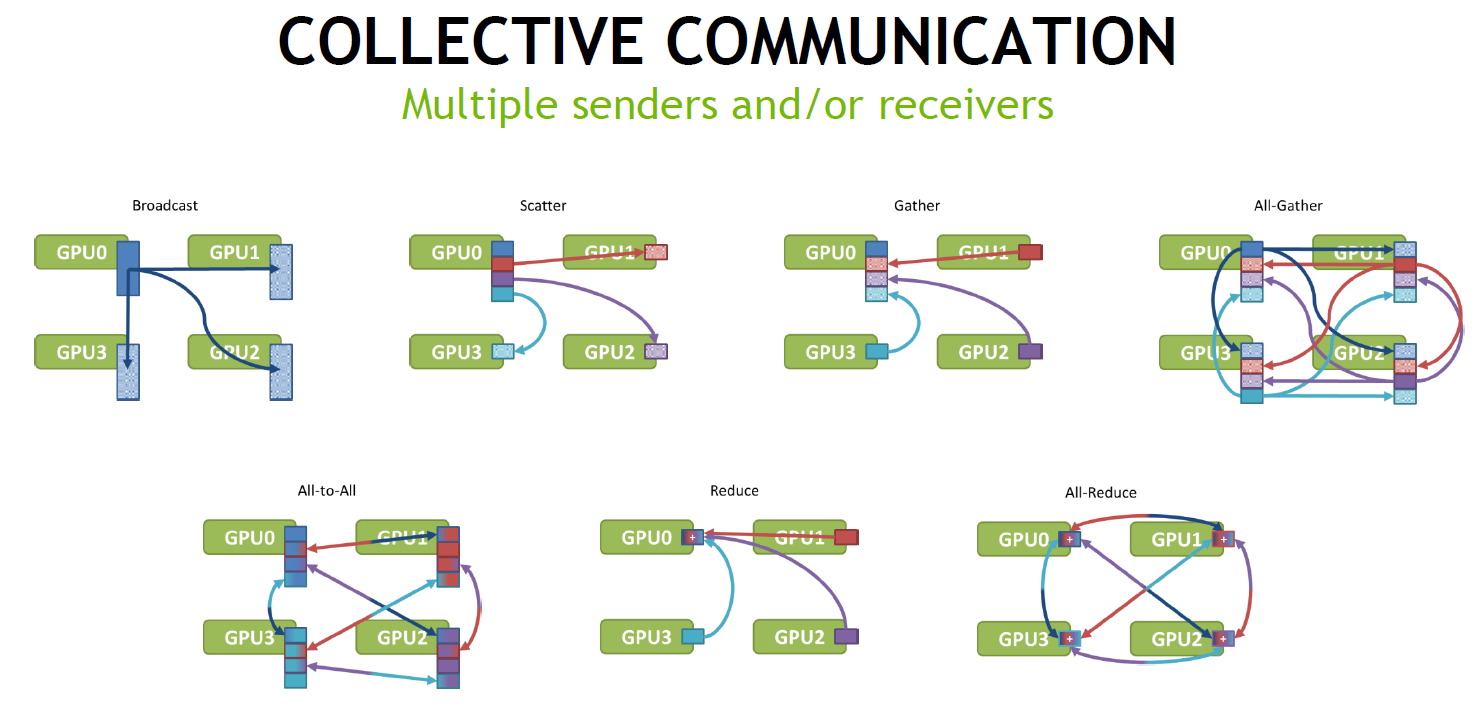 COLLECTIVE COMMUNICATION
Multiple senders and/or receivers
Broadcast
GPU0
GPU1
GPU3
GPU2
Scatter
GPU0
GPU1
GPU3
GPU2
Gather
GPU0
GPU1
GPU3
GPU2
All-Gather
GPU0
GPU1
GPU3
GPU2
All-to-All
GPU0
GPU1
GPU3
GPU2
Reduce
GPU0
+
GPU1
GPU3
GPU2
All-Reduce
GPU0
+
GPU1
+
GPU3
+
GPU2
+